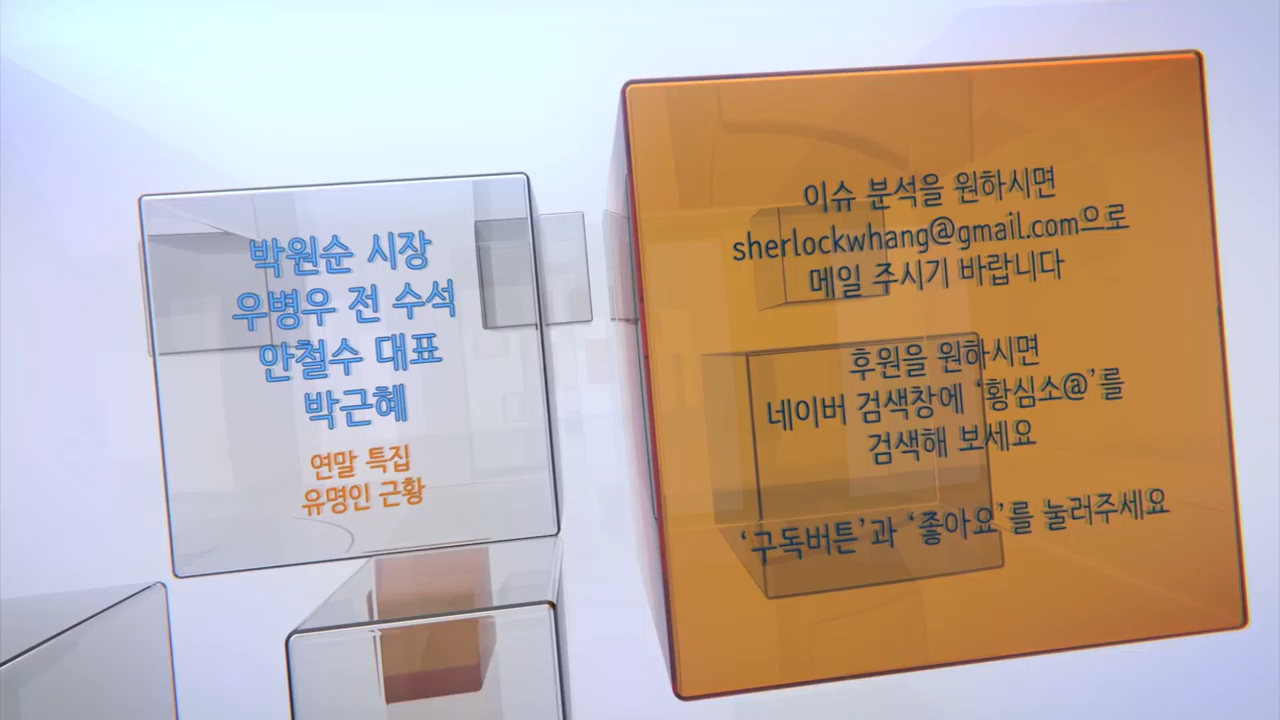 박원순 시장
우병우 전 수석
안철수 대표
박근혜
연말 특집
유명인 근황
이슈 분석을 원하시면
sherlockwhang@gmail.com으로
메일 주시기 바랍니다
후원을 원하시면
네이버 검색창에 ‘황심소@’를
검색해 보세요
‘구독버튼’과 ‘좋아요’를 눌러주세요